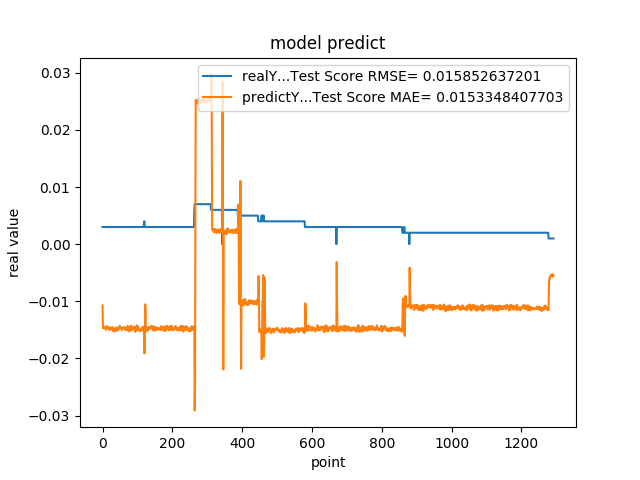 model predict
realY...Test Score RMSE= 0.015852637201
predictY...Test Score MAE= 0.0153348407703
0.03
0.02
0.01
0.00
−0.01
−0.02
−0.03
real value
0 200 400 600 800 1000 1200
point